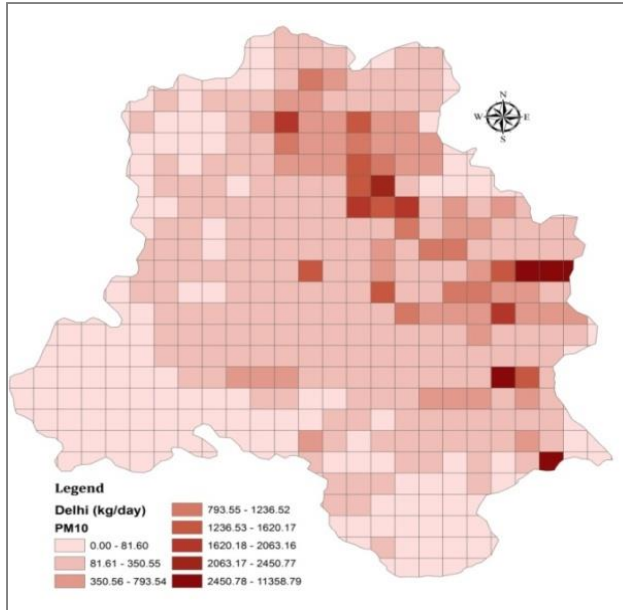 N
W E
S
Legend
Delhi (kg/day)
PM10
0.00 - 81.60
81.61 - 350.55
350.56 - 793.54
793.55 - 1236.52
1236.53 - 1620.17
1620.18 - 2063.16
2063.17 - 2450.77
2450.78 - 11358.79